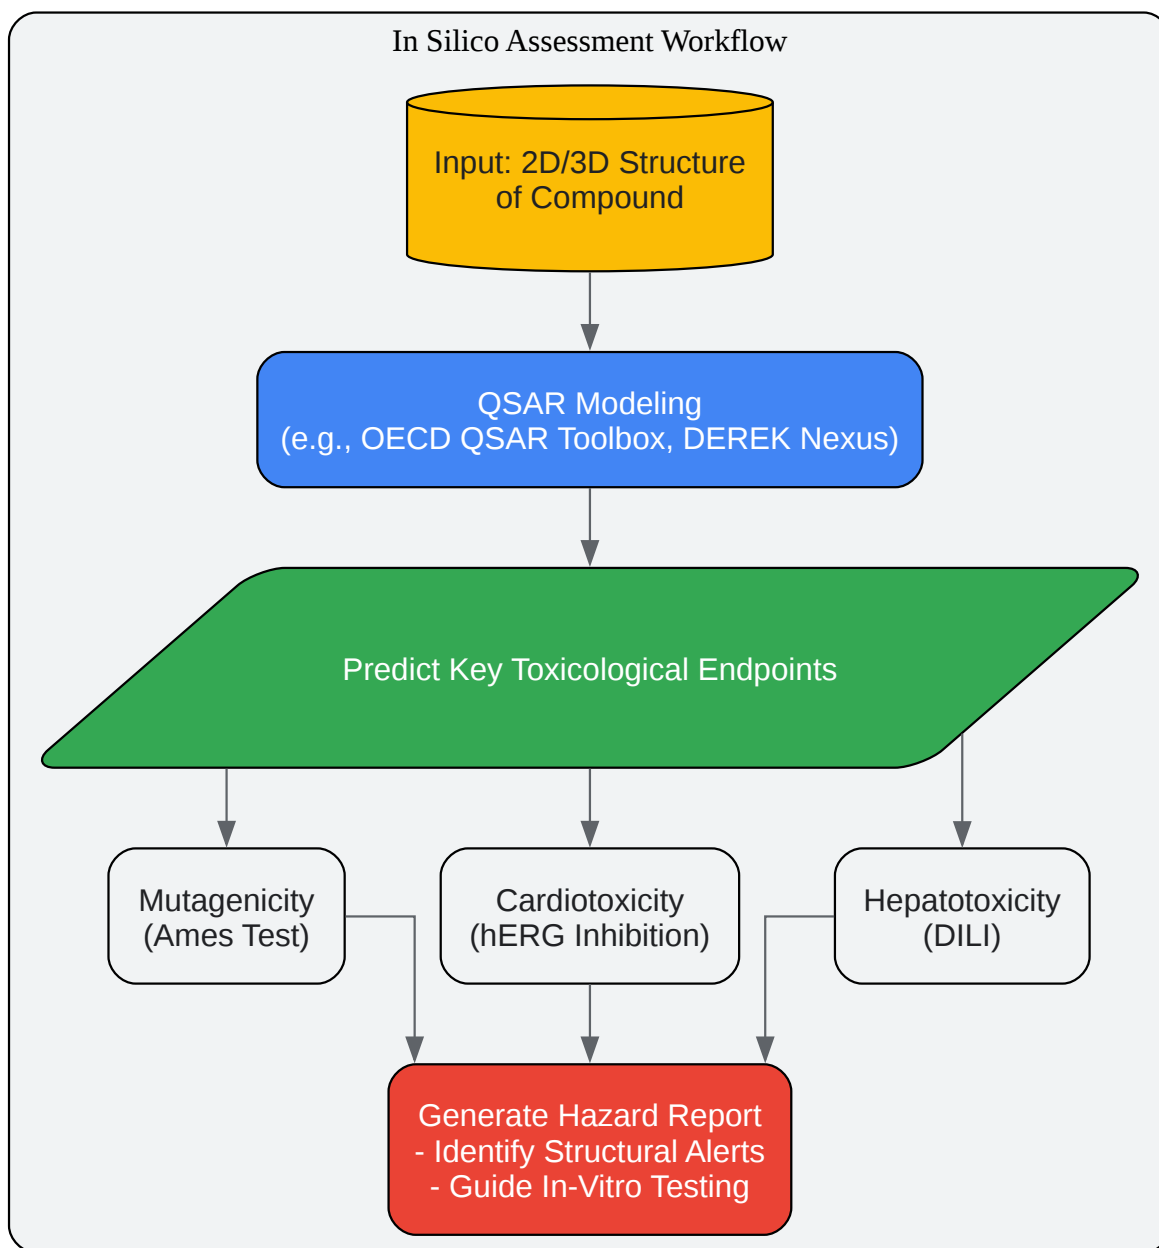 In Silico Assessment Workflow
Input: 2D/3D Structure
of Compound
QSAR Modeling
(e.g., OECD QSAR Toolbox, DEREK Nexus)
Predict Key Toxicological Endpoints
Mutagenicity
(Ames Test)
Cardiotoxicity
(hERG Inhibition)
Hepatotoxicity
(DILI)
Generate Hazard Report
- Identify Structural Alerts
- Guide In-Vitro Testing